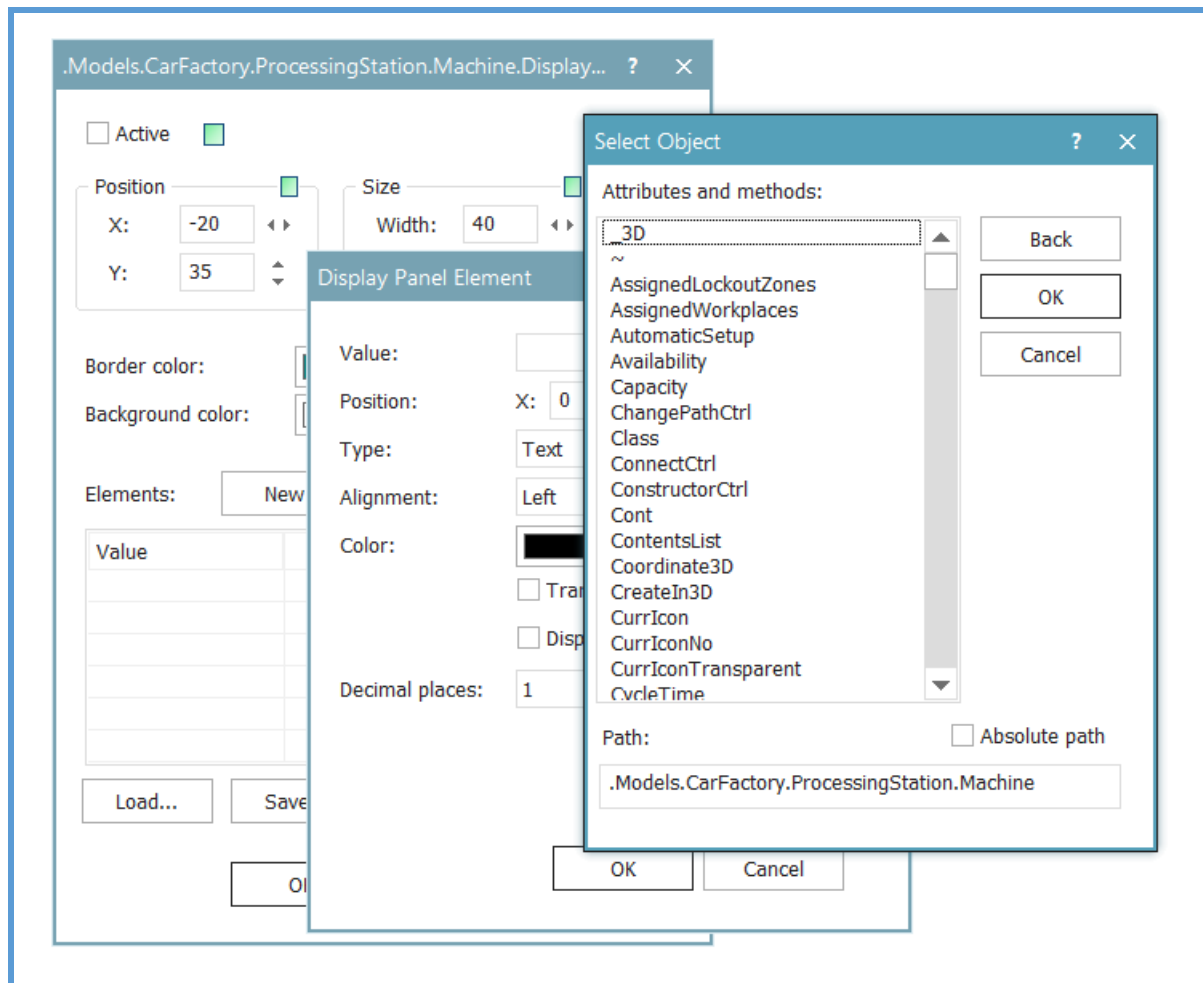 .Models.CarFactory.ProcessingStation.Machine.Display... ? ×
Active
Position
X: -20
Y: 35
Size
Width: 40
Border color:
Background color:
Elements: New
Value
Load... Save
Display Panel Element
Value:
Position: X: 0
Type: Text
Alignment: Left
Color:
Decimal places: 1
OK Cancel
Select Object ? ×
Attributes and methods:
_3D
~
AssignedLockoutZones
AssignedWorkplaces
AutomaticSetup
Availability
Capacity
ChangePathCtrl
Class
ConnectCtrl
ConstructorCtrl
Cont
ContentsList
Coordinate3D
CreateIn3D
CurrIcon
CurrIconNo
CurrIconTransparent
CycleTime
Back
OK
Cancel
Path:
Absolute path
.Models.CarFactory.ProcessingStation.Machine